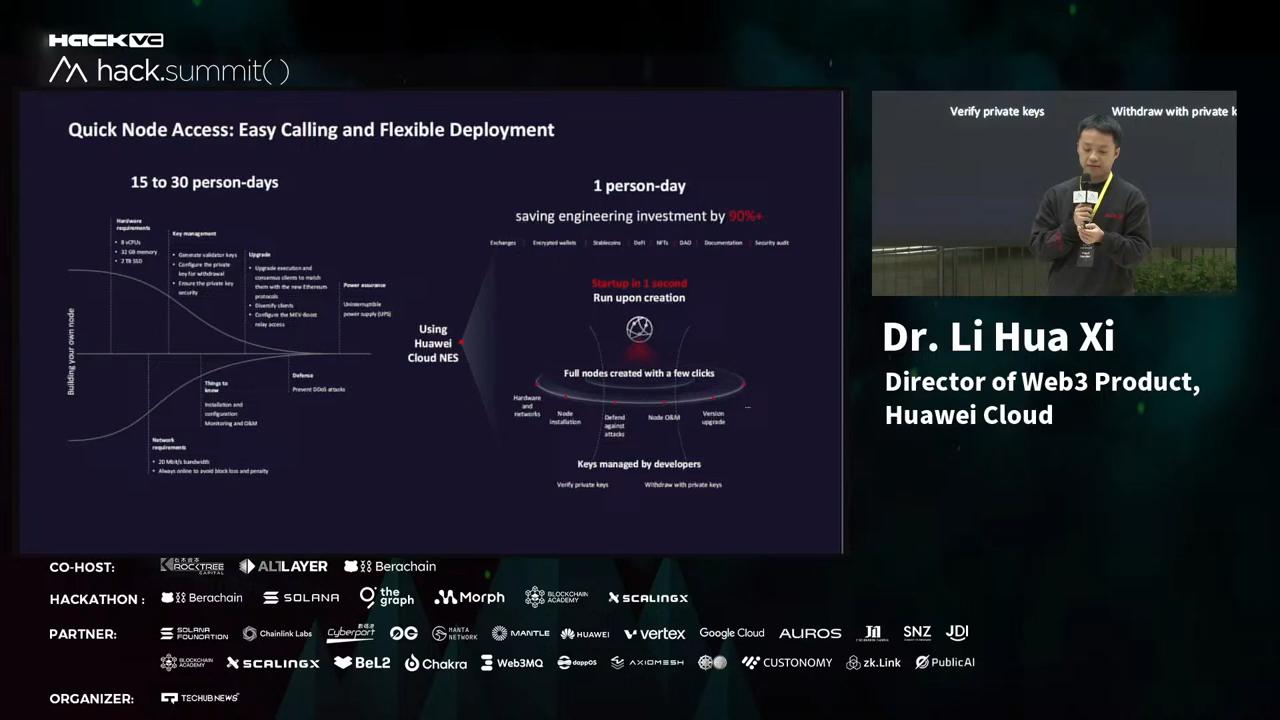 HACK VC
hack.summit()
Quick Node Access: Easy Calling and Flexible Deployment
15 to 30 person-days
Building your own node
Hardware
requirements
• 8 vCPUs
• 32 GB memory
• 2 TB SSD
Key management
• Generate validator keys
• Configure the private
key for withdrawal
• Ensure the private key
security
Upgrade
• Upgrade execution and
consensus clients to match
them with the new Ethereum
protocols
• Diversify clients
• Configure the MEV-Boost
relay access
Power assurance
Uninterruptible
power supply (UPS)
Network
requirements
• 20 Mbit/s bandwidth
• Always online to avoid block loss and penalty
Things to
know
Installation and
configuration
Monitoring and O&M
Defense
Prevent DDoS attacks
Using
Huawei
Cloud NES
1 person-day
saving engineering investment by 90%+
Exchanges | Encrypted wallets | Stablecoins | DeFi | NFTs | DAO | Documentation | Security audit
Startup in 1 second
Run upon creation
Full nodes created with a few clicks
Hardware
and
networks
Node
installation
Defend
against
attacks
Node O&M
Version
upgrade
...
Keys managed by developers
Verify private keys
Withdraw with private keys
Verify private keys
Withdraw with private k
Dr. Li Hua Xi
Director of Web3 Product,
Huawei Cloud
CO-HOST:
ROCKTREE
CAPITAL
ALTLAYER
Berachain
HACKATHON :
Berachain
SOLANA
the
graph
Morph
BLOCKCHAIN
ACADEMY
SCALINGX
PARTNER:
SOLANA
FOUNDATION
Chainlink Labs
Cyberport
0G
MANTA
NETWORK
MANTLE
HUAWEI
vertex
Google Cloud
AUROS
SNZ
JDI
BLOCKCHAIN
ACADEMY
SCALINGX
BeL2
Chakra
Web3MQ
dappOS
AXIOMESH
CUSTONOMY
zk.Link
PublicAI
ORGANIZER:
TECHUB NEWS